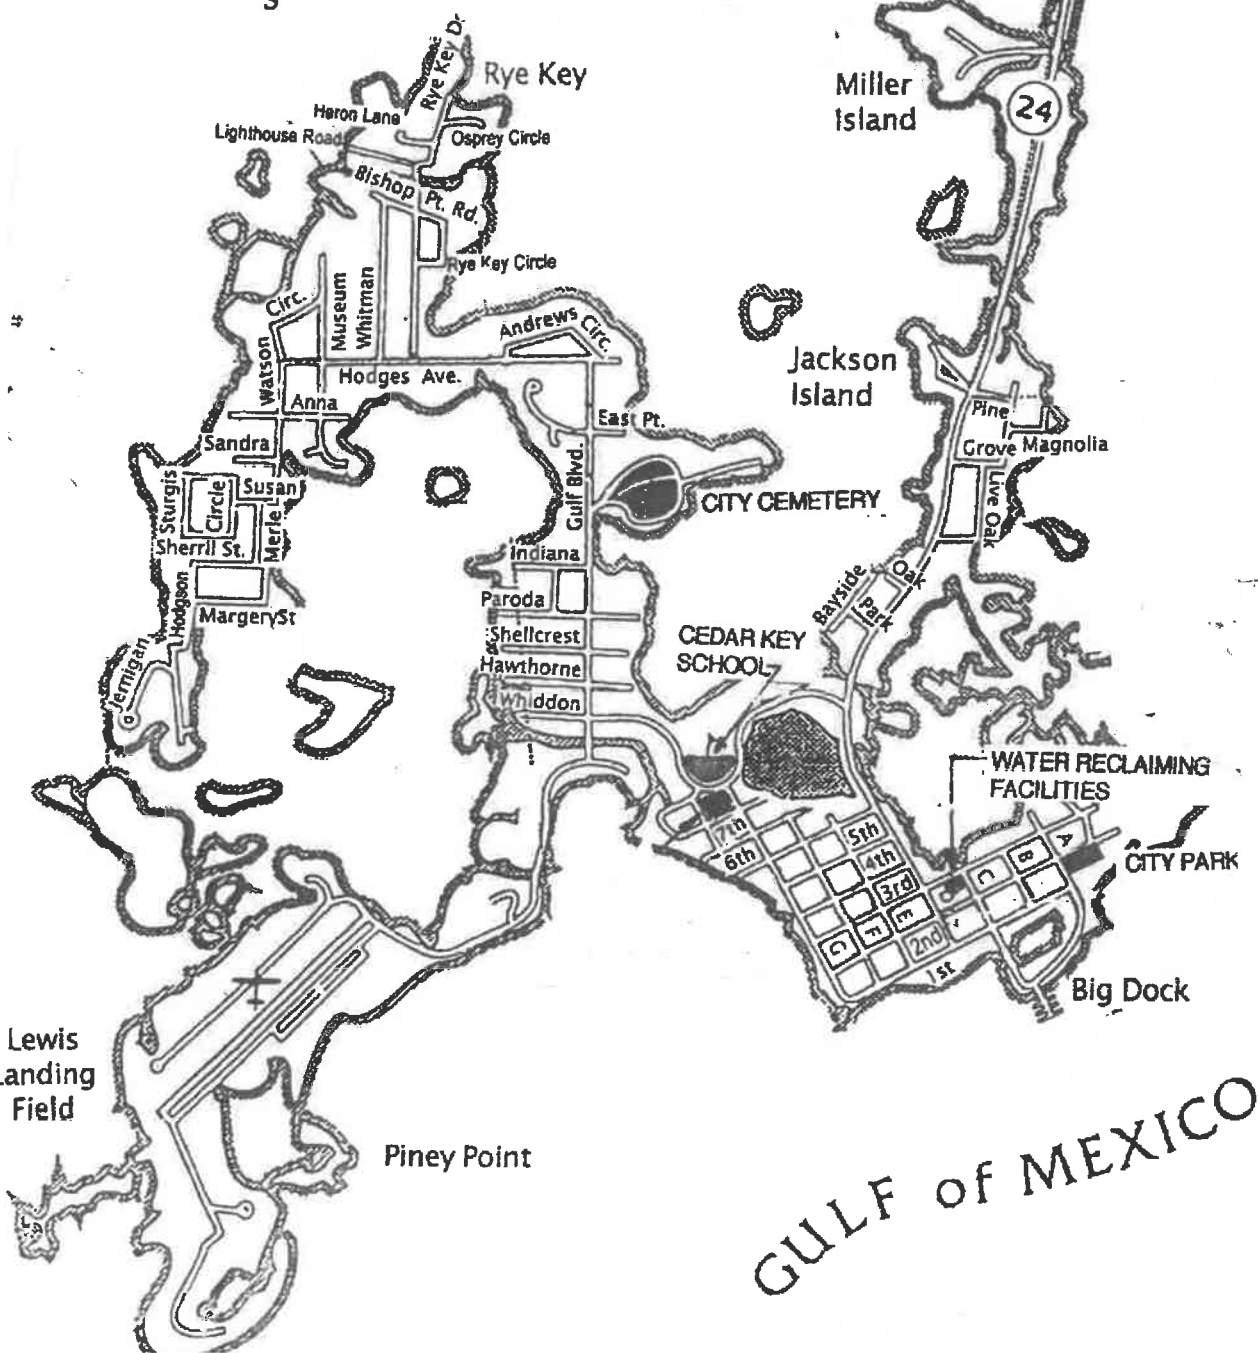 Rye Key Dr
Rye Key
Heron Lane
Lighthouse Road
Osprey Circle
Bishop Pt. Rd.
Rye Key Circle
Miller
Island
24
Circ.
Museum
Whitman
Watson
Andrews Circ.
Hodges Ave.
Jackson
Island
Anna
East Pt.
Pine
Sandra
Grove
Magnolia
Sturgis
Circle
Susan
Gulf Blvd.
CITY CEMETERY
Live Oak
Sherril St.
Merle
Indiana
Hodgson
Paroda
Bayside
Oak
Park
Margery St
Shellcrest
CEDAR KEY
SCHOOL
Jerrigan
Hawthorne
Whiddon
WATER RECLAIMING
FACILITIES
7th
6th
5th
4th
3rd
2nd
1st
A
B
C
E
F
G
CITY PARK
Big Dock
Lewis
Landing
Field
Piney Point
GULF of MEXICO